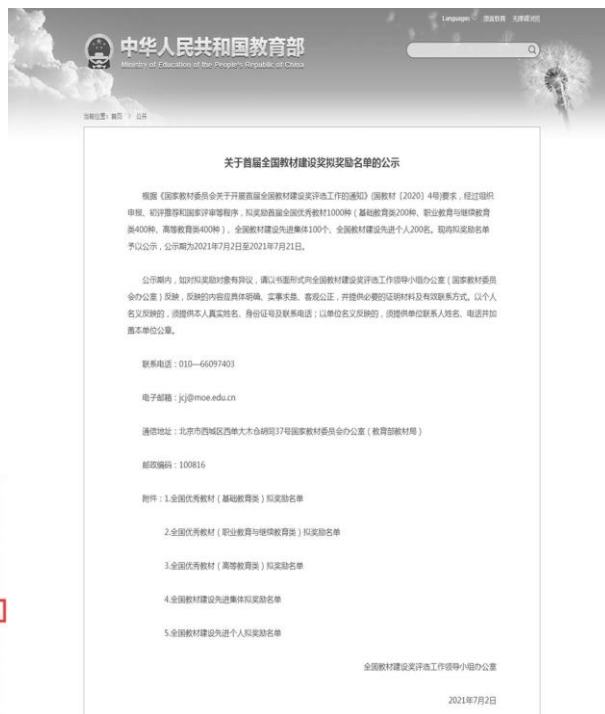 Languages
无障碍浏览
中华人民共和国教育部
Ministry of Education of the People's Republic of China
当前位置：首页 > 公开
关于首届全国教材建设奖拟奖励名单的公示
根据《国家教材委员会关于开展首届全国教材建设奖评选工作的通知》(国教材〔2020〕4号)要求，经过组织
申报、初评推荐和国家评审等程序，拟奖励首届全国优秀教材1000种（基础教育类200种、职业教育与继续教育
类400种、高等教育类400种）、全国教材建设先进集体100个、全国教材建设先进个人200名。现将拟奖励名单
予以公示，公示期为2021年7月2日至2021年7月21日。
公示期内，如对拟奖励对象有异议，请以书面形式向全国教材建设奖评选工作领导小组办公室（国家教材委员
会办公室）反映，反映的内容应具体明确、实事求是、客观公正，并提供必要的证明材料及有效联系方式。以个人
名义反映的，须提供本人真实姓名、身份证号及联系电话；以单位名义反映的，须提供单位联系人姓名、电话并加
盖本单位公章。
联系电话：010—66097403
电子邮箱：jcj@moe.edu.cn
通信地址：北京市西城区西单大木仓胡同37号国家教材委员会办公室（教育部教材局）
邮政编码：100816
附件：1.全国优秀教材（基础教育类）拟奖励名单
2.全国优秀教材（职业教育与继续教育类）拟奖励名单
3.全国优秀教材（高等教育类）拟奖励名单
4.全国教材建设先进集体拟奖励名单
5.全国教材建设先进个人拟奖励名单
全国教材建设奖评选工作领导小组办公室
2021年7月2日